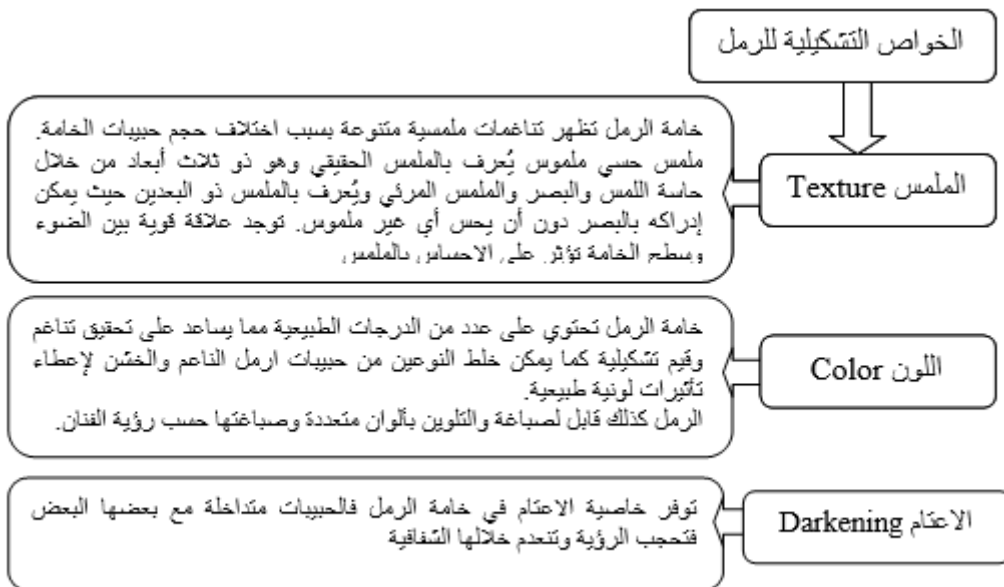 الخواص التشكيلية للرمل
الملمس Texture
خامة الرمل تظهر تناغمات ملمسية متنوعة بسبب اختلاف حجم حبيبات الخامة.
ملمس حسي ملموس يُعرف بالملمس الحقيقي وهو ذو ثلاث أبعاد من خلال
حاسة اللمس والبصر والملمس المرئي ويُعرف بالملمس ذو البعدين حيث يمكن
إدراكه بالبصر دون أن يحس أي غير ملموس. توجد علاقة قوية بين الضوء
وسطح الخامة تؤثر على الاحساس بالملمس
اللون Color
خامة الرمل تحتوي على عدد من الدرجات الطبيعية مما يساعد على تحقيق تناغم
وقيم تشكيلية كما يمكن خلط النوعين من حبيبات ارمل الناعم والخشن لإعطاء
تأثيرات لونية طبيعية.
الرمل كذلك قابل لصباغة والتلوين بألوان متعددة وصباغتها حسب رؤية الفنان.
الاعتام Darkening
توفر خاصية الاعتام في خامة الرمل فالحبيبات متداخلة مع بعضها البعض
فتحجب الرؤية وتنعدم خلالها الشفافية